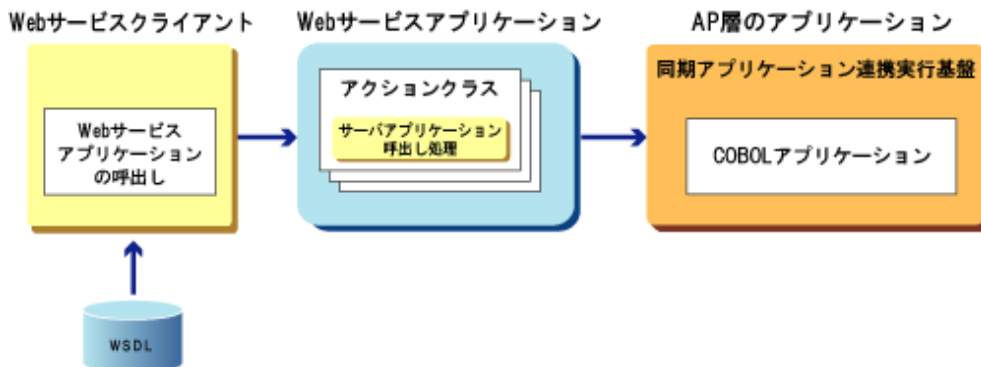 Webサービスクライアント
Webサービスアプリケーション
AP層のアプリケーション
Webサービス
アプリケーション
の呼出し
アクションクラス
サーバアプリケーション
呼出し処理
同期アプリケーション連携実行基盤
COBOLアプリケーション
WSDL